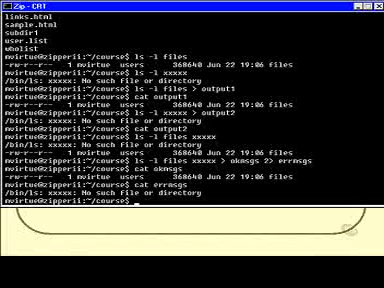 Zip - CRT
links.html
sample.html
subdir1
user.list
wholist
mvirtue@zipperii:~/course$ ls -l files
-rw-r--r-- 1 mvirtue users 368640 Jun 22 19:06 files
mvirtue@zipperii:~/course$ ls -l xxxxx
/bin/ls: xxxxx: No such file or directory
mvirtue@zipperii:~/course$ ls -l files > output1
mvirtue@zipperii:~/course$ cat output1
-rw-r--r-- 1 mvirtue users 368640 Jun 22 19:06 files
mvirtue@zipperii:~/course$ ls -l xxxxx > output2
/bin/ls: xxxxx: No such file or directory
mvirtue@zipperii:~/course$ cat output2
mvirtue@zipperii:~/course$ ls -l files xxxxx
/bin/ls: xxxxx: No such file or directory
-rw-r--r-- 1 mvirtue users 368640 Jun 22 19:06 files
mvirtue@zipperii:~/course$ ls -l files xxxxx > okmsgs 2> errmsgs
mvirtue@zipperii:~/course$ cat okmsgs
-rw-r--r-- 1 mvirtue users 368640 Jun 22 19:06 files
mvirtue@zipperii:~/course$ cat errmsgs
/bin/ls: xxxxx: No such file or directory
mvirtue@zipperii:~/course$